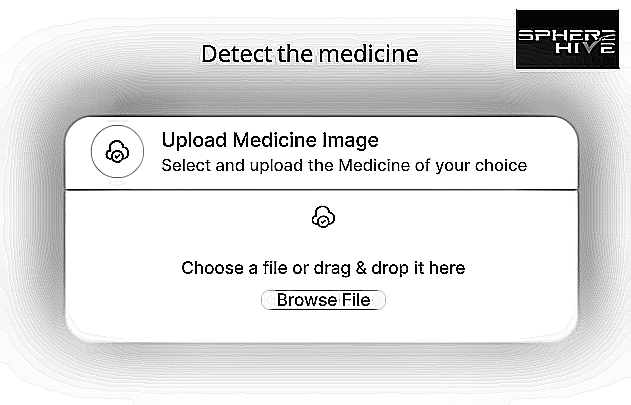 SPHERE
HIVE
Detect the medicine
Upload Medicine Image
Select and upload the Medicine of your choice
Choose a file or drag & drop it here
Browse File